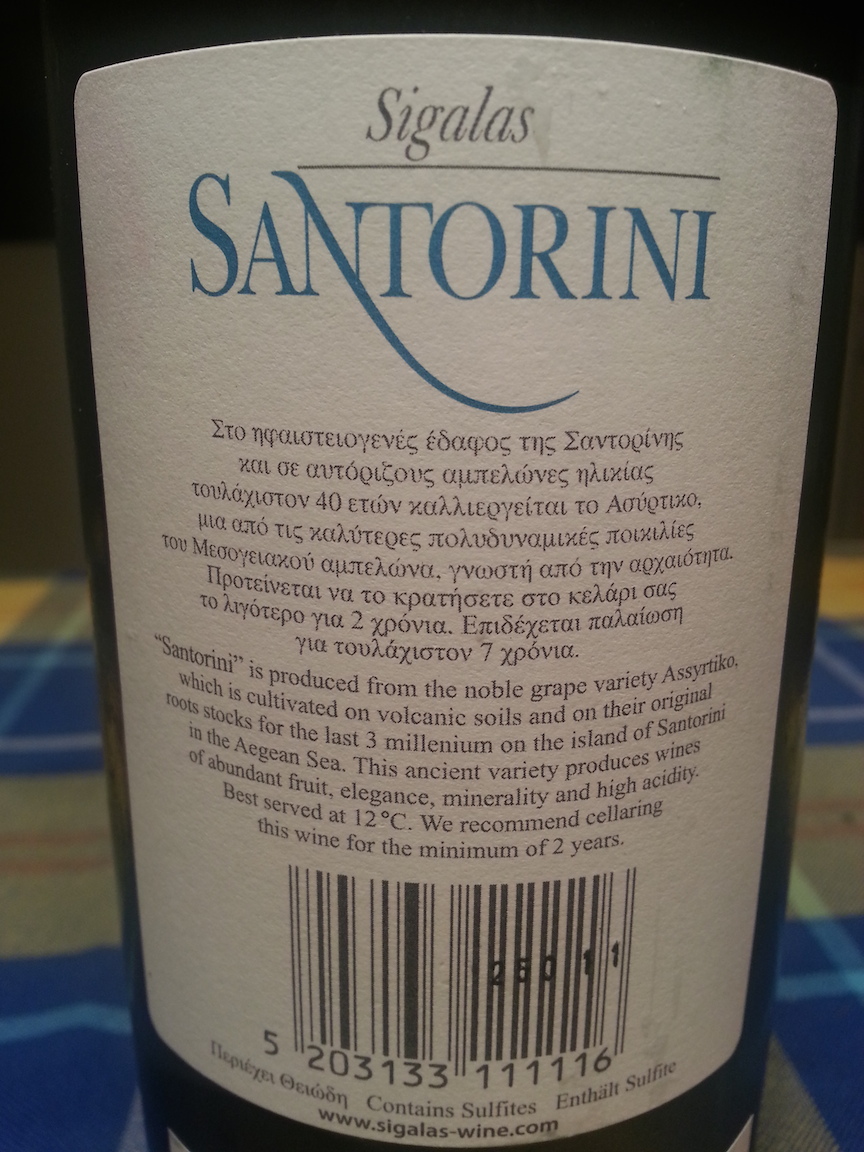 Sigalas
SANTORINI
Στο ηφαιστειογενές έδαφος της Σαντορίνης
και σε αυτόριζους αμπελώνες ηλικίας
τουλάχιστον 40 ετών καλλιεργείται το Ασύρτικο,
μια από τις καλύτερες πολυδυναμικές ποικιλίες
του Μεσογειακού αμπελώνα, γνωστή από την αρχαιότητα.
Προτείνεται να το κρατήσετε στο κελάρι σας
το λιγότερο για 2 χρόνια. Επιδέχεται παλαίωση
για τουλάχιστον 7 χρόνια.
“Santorini” is produced from the noble grape variety Assyrtiko,
which is cultivated on volcanic soils and on their original
roots stocks for the last 3 millenium on the island of Santorini
in the Aegean Sea. This ancient variety produces wines
of abundant fruit, elegance, minerality and high acidity.
Best served at 12°C. We recommend cellaring
this wine for the minimum of 2 years.
5 203133 111116
Περιέχει Θειώδη Contains Sulfites Enthält Sulfite
www.sigalas-wine.com